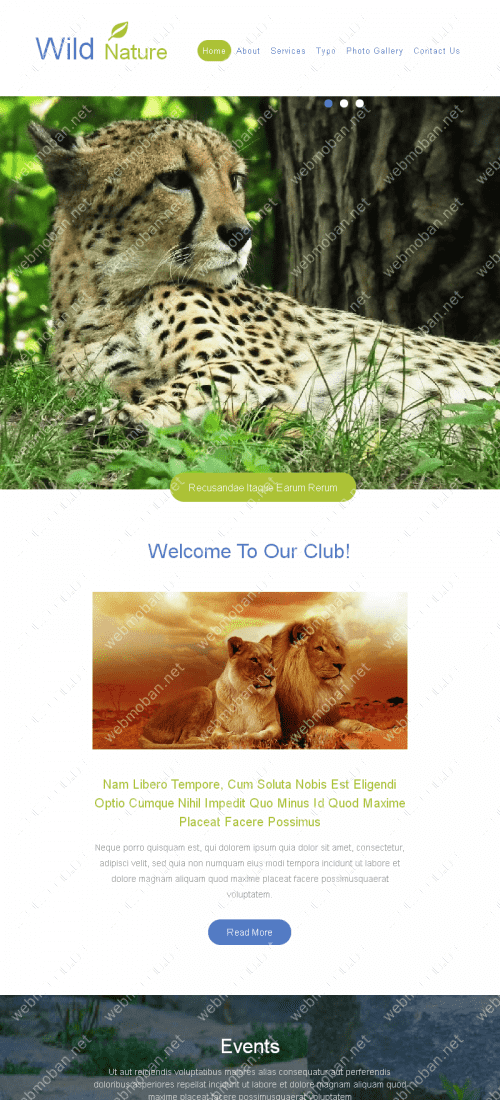 Wild Nature
Home About Services Typo Photo Gallery Contact Us
Recusandae Itaque Earum Rerum
Welcome To Our Club!
Nam Libero Tempore, Cum Soluta Nobis Est Eligendi
Optio Cumque Nihil Impedit Quo Minus Id Quod Maxime
Placeat Facere Possimus
Neque porro quisquam est, qui dolorem ipsum quia dolor sit amet, consectetur,
adipisci velit, sed quia non numquam eius modi tempora incidunt ut labore et
dolore magnam aliquam quod maxime placeat facere possimusquaerat
voluptatem.
Read More
Events
Ut aut reiciendis voluptatibus maiores alias consequatur aut perferendis
doloribus asperiores repellat incidunt ut labore et dolore magnam aliquam quod
maxime placeat facere possimusquaerat voluptatem
webmoban.net